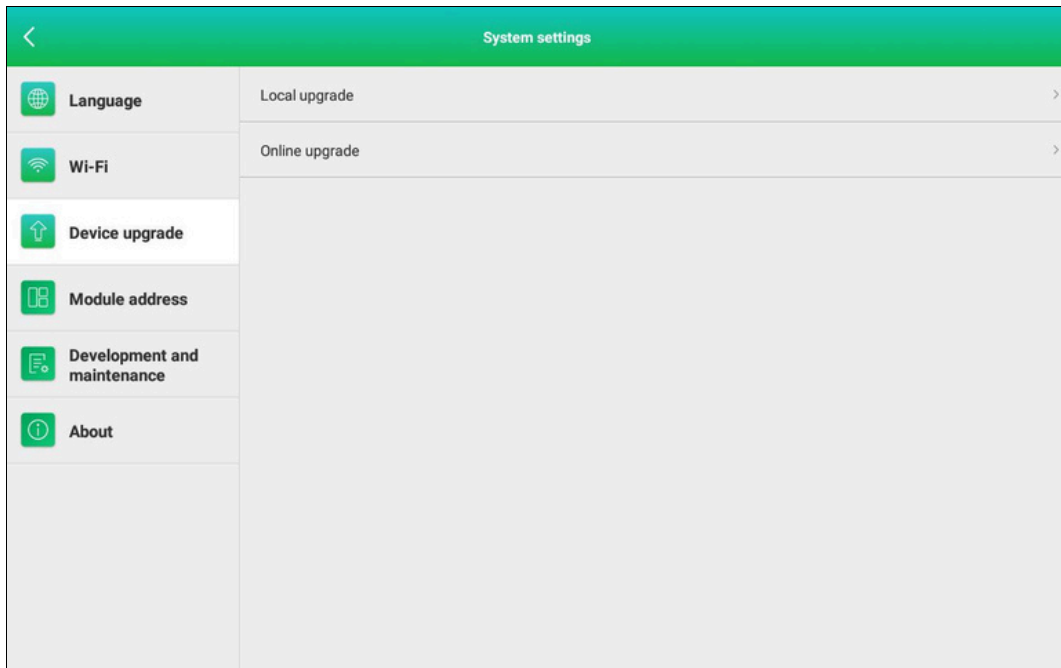 System settings
Language
Wi-Fi
Device upgrade
Module address
Development and
maintenance
About
Local upgrade
Online upgrade